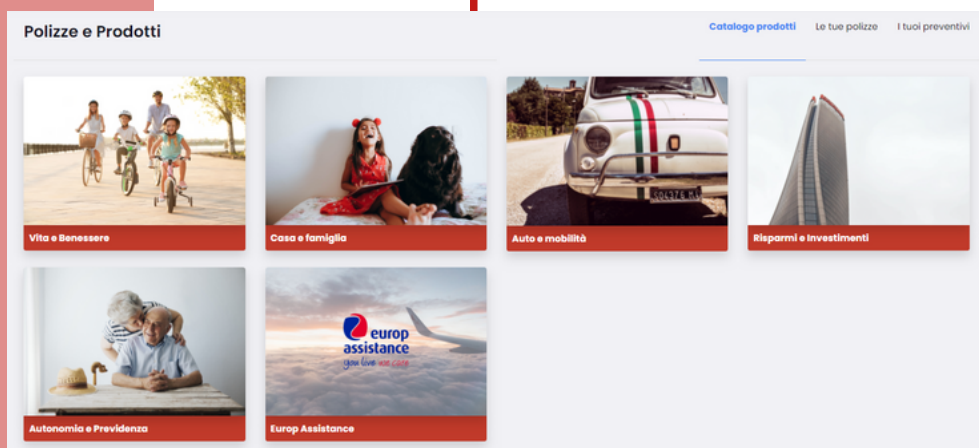 Polizze e Prodotti
Catalogo prodotti Le tue polizze I tuoi preventivi
Vita e Benessere
Casa e famiglia
Auto e mobilità
Risparmi e Investimenti
europ
assistance
you live we care
Autonomia e Previdenza
Europ Assistance